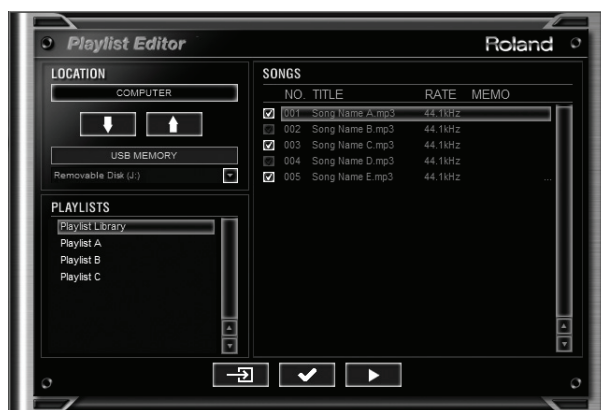 Playlist Editor
Roland
LOCATION
COMPUTER
USB MEMORY
Removable Disk (J:)
PLAYLISTS
Playlist Library
Playlist A
Playlist B
Playlist C
SONGS
NO. TITLE RATE MEMO
001 Song Name A.mp3 44.1kHz
002 Song Name B.mp3 44.1kHz
003 Song Name C.mp3 44.1kHz
004 Song Name D.mp3 44.1kHz
005 Song Name E.mp3 44.1kHz ...